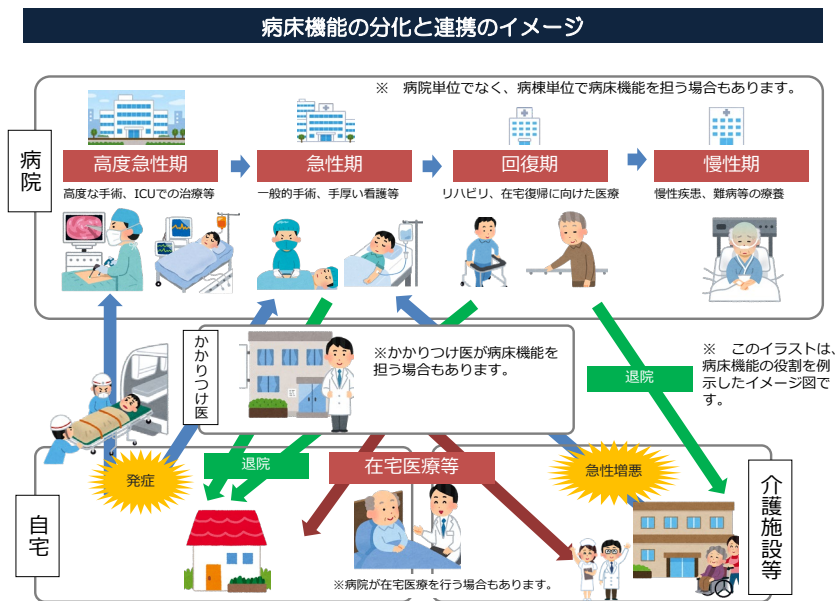 病床機能の分化と連携のイメージ
※　病院単位でなく、病棟単位で病床機能を担う場合もあります。
病院
高度急性期
急性期
回復期
慢性期
高度な手術、ICUでの治療等
一般的手術、手厚い看護等
リハビリ、在宅復帰に向けた医療
慢性疾患、難病等の療養
かかりつけ医
※かかりつけ医が病床機能を
担う場合もあります。
※　このイラストは、
病床機能の役割を例
示したイメージ図で
す。
退院
発症
退院
在宅医療等
急性増悪
自宅
介護施設等
※病院が在宅医療を行う場合もあります。